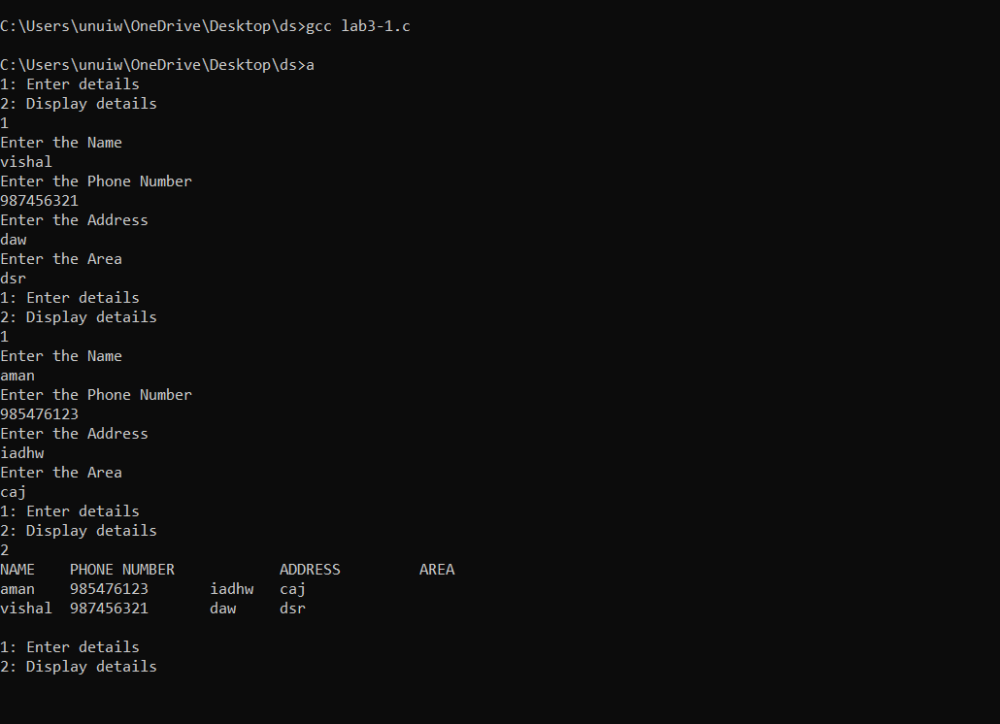 C:\Users\unuiw\OneDrive\Desktop\ds>gcc lab3-1.c
C:\Users\unuiw\OneDrive\Desktop\ds>a
1: Enter details
2: Display details
1
Enter the Name
vishal
Enter the Phone Number
987456321
Enter the Address
daw
Enter the Area
dsr
1: Enter details
2: Display details
1
Enter the Name
aman
Enter the Phone Number
985476123
Enter the Address
iadhw
Enter the Area
caj
1: Enter details
2: Display details
2
NAME    PHONE NUMBER            ADDRESS         AREA
aman    985476123       iadhw   caj
vishal  987456321       daw     dsr
1: Enter details
2: Display details